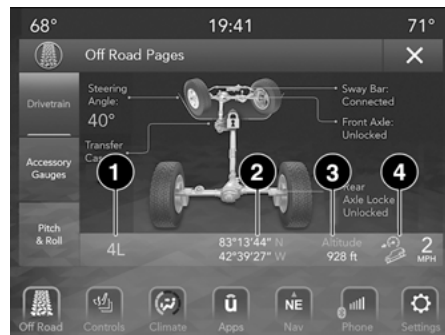 68° 19:41 71°
Off Road Pages X
Drivetrain
Steering Angle: 40°
Sway Bar: Connected
Front Axle: Unlocked
Transfer
Accessory Gauges
1 2 3 4
Rear Axle Locke
Unlocked
Pitch & Roll
4L
83°13'44" N
42°39'27" W
Altitude
928 ft
2 MPH
Off Road Controls Climate Apps Nav Phone Settings
û NE